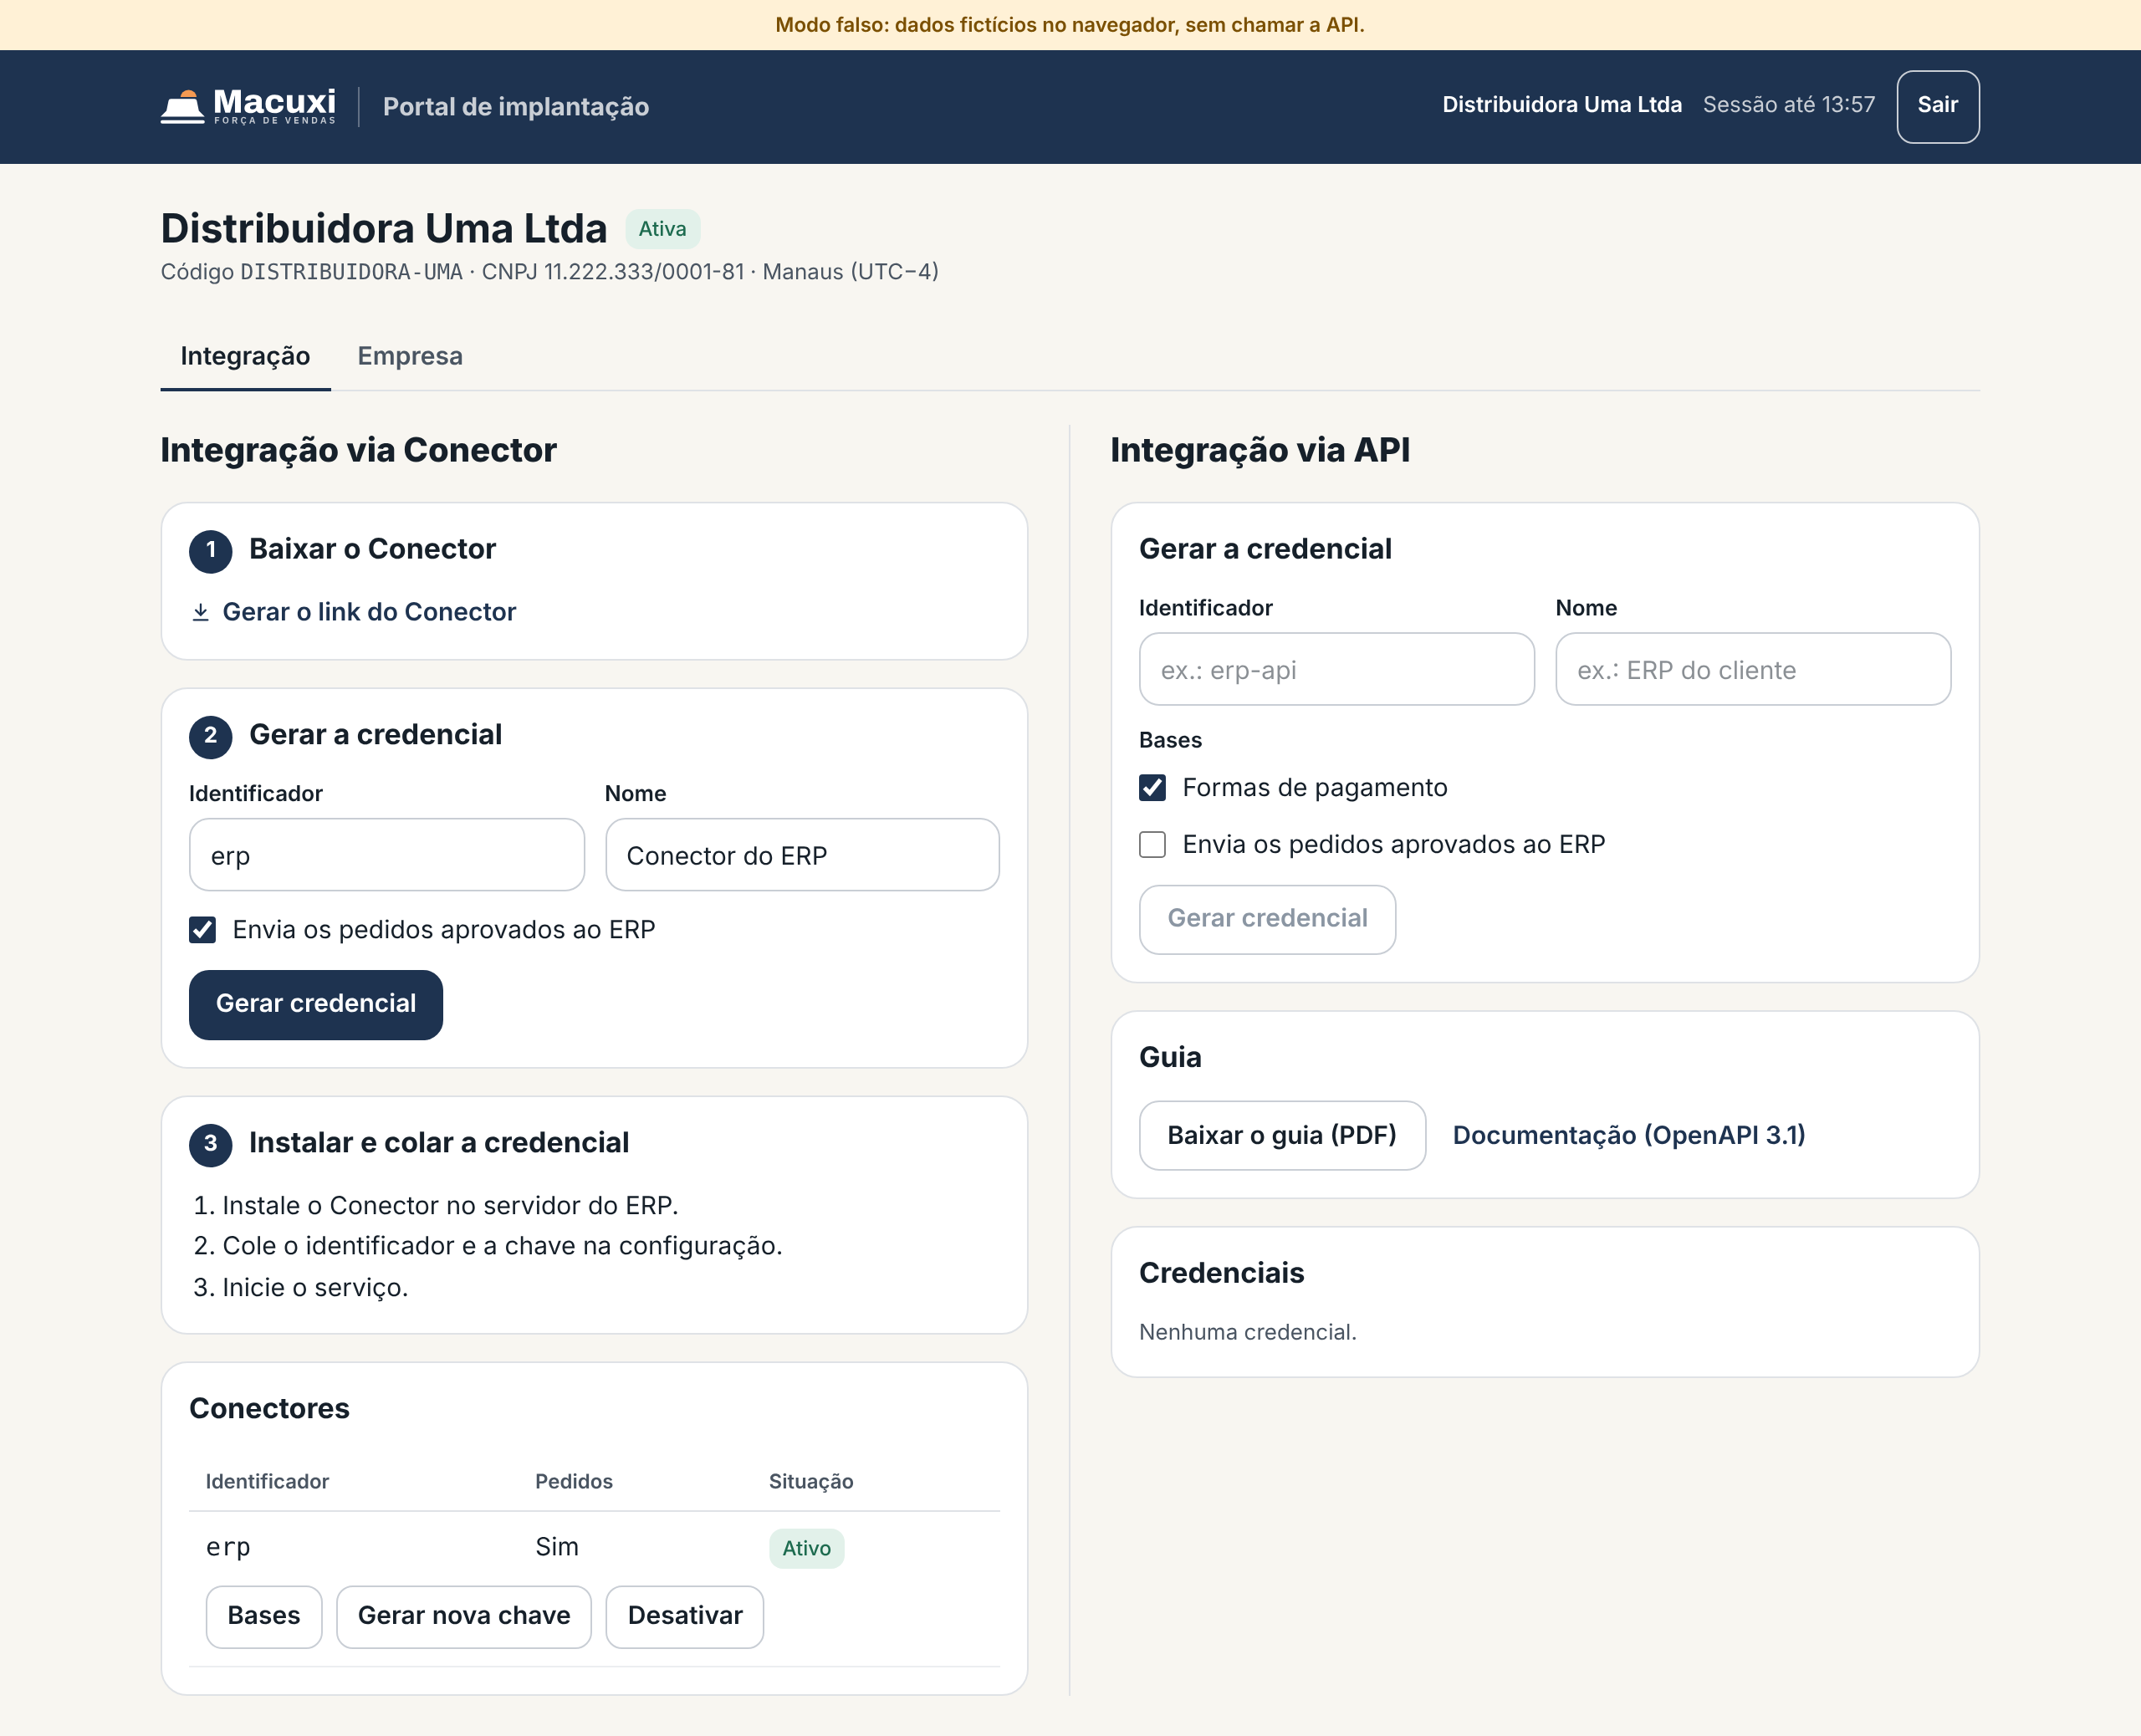 Modo falso: dados fictícios no navegador, sem chamar a API.
Macuxi
FORÇA DE VENDAS
Portal de implantação
Distribuidora Uma Ltda
Sessão até 13:57
Sair
Distribuidora Uma Ltda
Ativa
Código DISTRIBUIDORA-UMA · CNPJ 11.222.333/0001-81 · Manaus (UTC−4)
Integração
Empresa
Integração via Conector
1 Baixar o Conector
Gerar o link do Conector
2 Gerar a credencial
Identificador
Nome
erp
Conector do ERP
Envia os pedidos aprovados ao ERP
Gerar credencial
3 Instalar e colar a credencial
1. Instale o Conector no servidor do ERP.
2. Cole o identificador e a chave na configuração.
3. Inicie o serviço.
Conectores
Identificador Pedidos Situação
erp Sim Ativo
Bases
Gerar nova chave
Desativar
Integração via API
Gerar a credencial
Identificador
Nome
ex.: erp-api
ex.: ERP do cliente
Bases
Formas de pagamento
Envia os pedidos aprovados ao ERP
Gerar credencial
Guia
Baixar o guia (PDF)
Documentação (OpenAPI 3.1)
Credenciais
Nenhuma credencial.